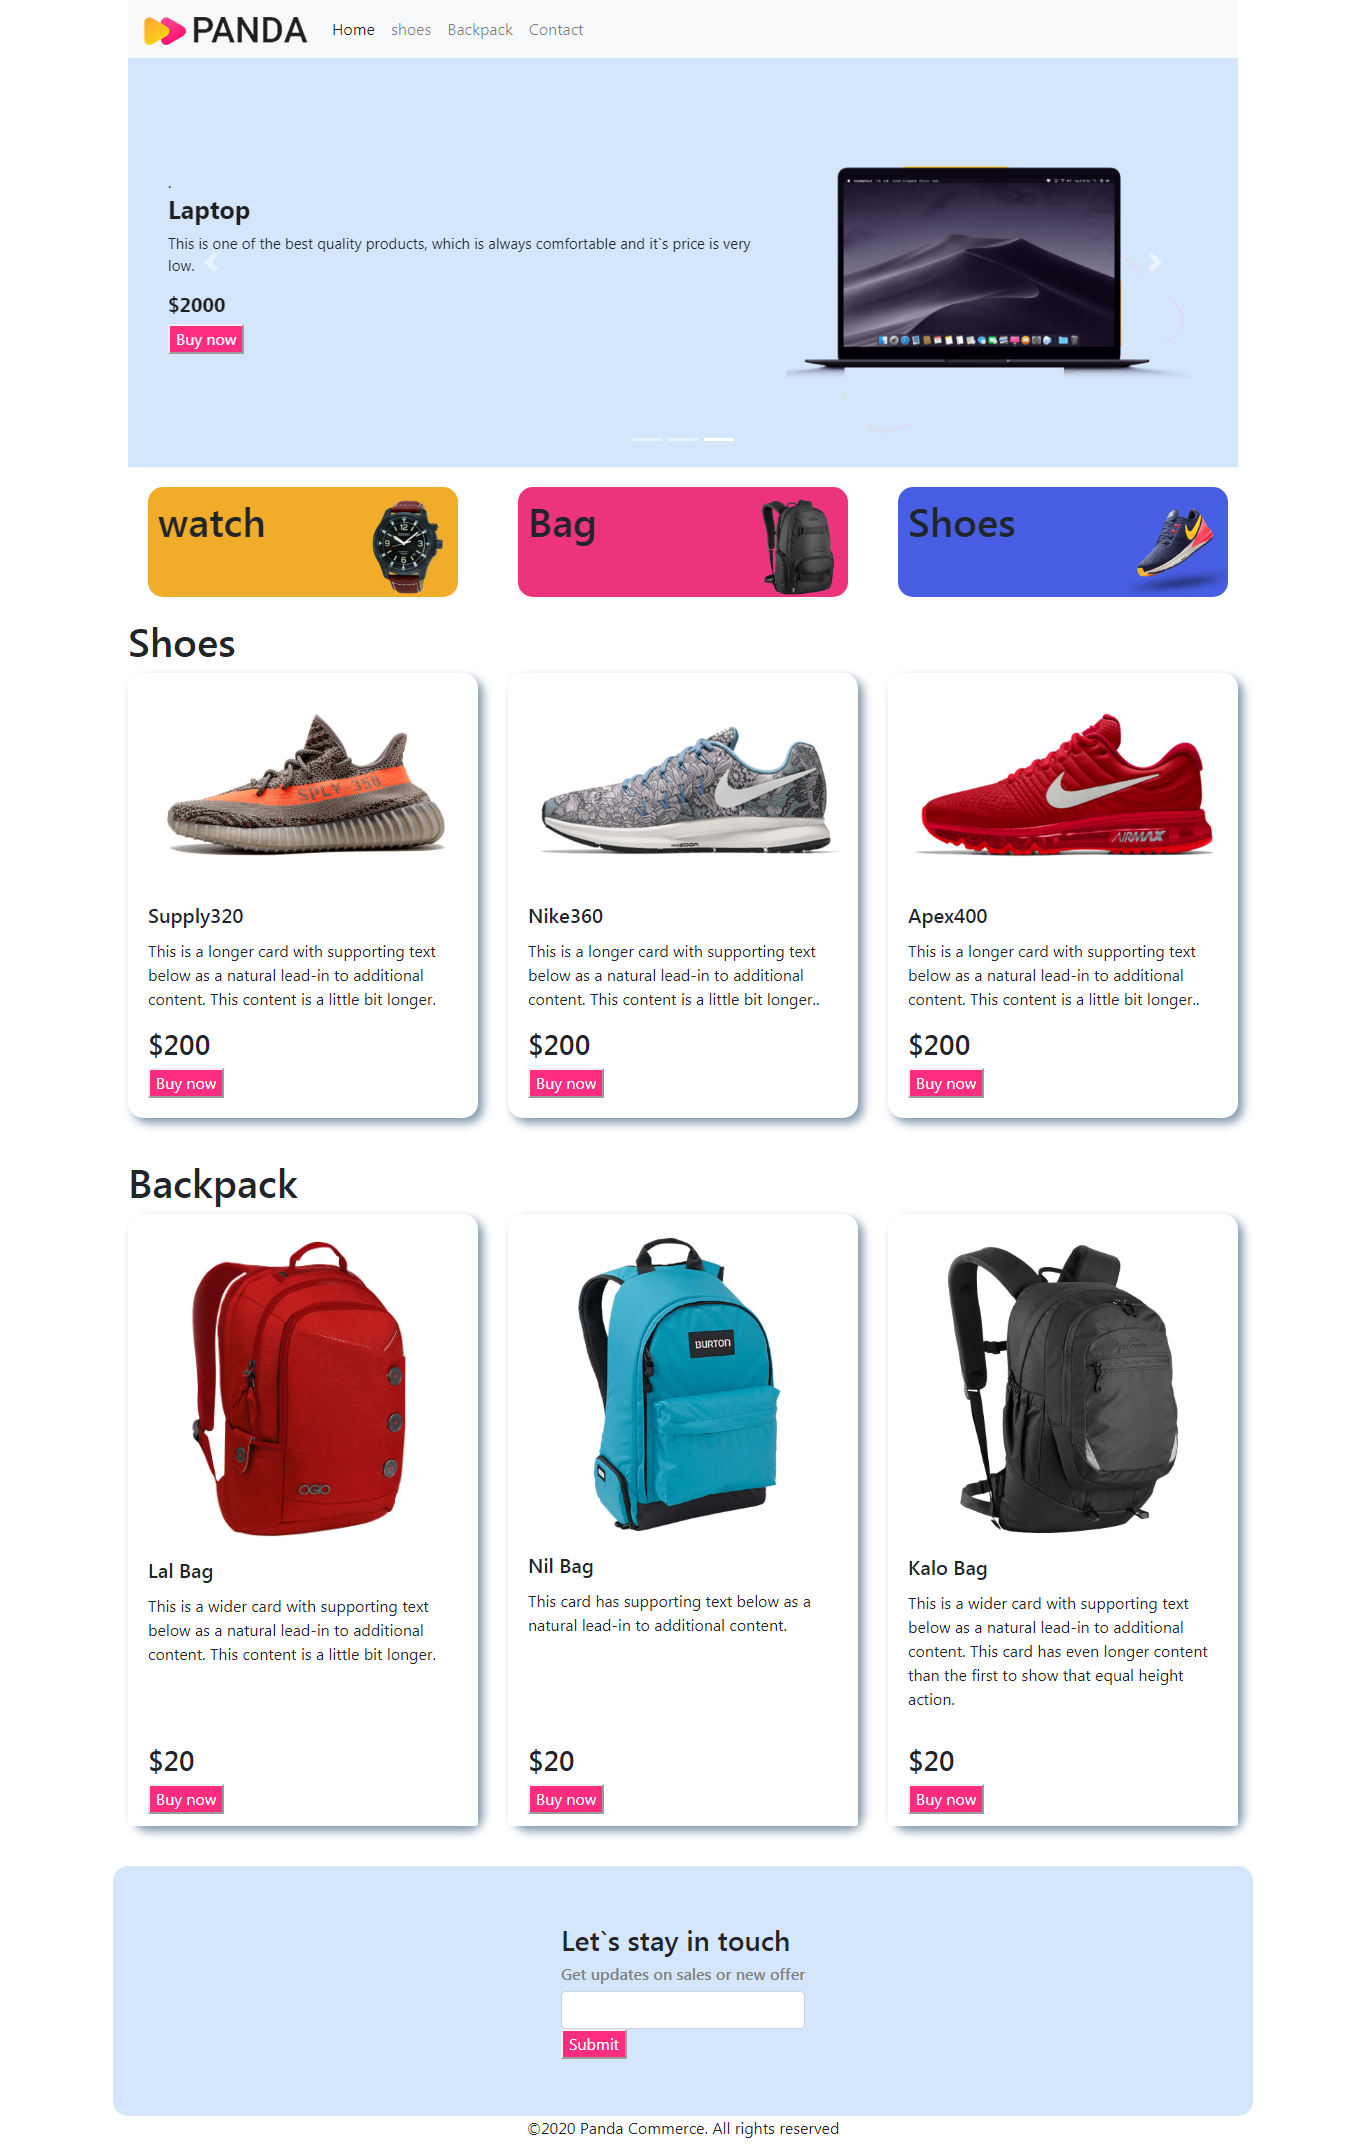 PANDA Home shoes Backpack Contact
.
Laptop
This is one of the best quality products, which is always comfortable and it`s price is very
low.
$2000
Buy now
watch
Bag
Shoes
Shoes
SPLY-350
AIRMAX
Supply320
This is a longer card with supporting text
below as a natural lead-in to additional
content. This content is a little bit longer.
$200
Buy now
Nike360
This is a longer card with supporting text
below as a natural lead-in to additional
content. This content is a little bit longer..
$200
Buy now
Apex400
This is a longer card with supporting text
below as a natural lead-in to additional
content. This content is a little bit longer..
$200
Buy now
Backpack
OGIO
BURTON
Lal Bag
This is a wider card with supporting text
below as a natural lead-in to additional
content. This content is a little bit longer.
$20
Buy now
Nil Bag
This card has supporting text below as a
natural lead-in to additional content.
$20
Buy now
Kalo Bag
This is a wider card with supporting text
below as a natural lead-in to additional
content. This card has even longer content
than the first to show that equal height
action.
$20
Buy now
Let`s stay in touch
Get updates on sales or new offer
Submit
©2020 Panda Commerce. All rights reserved